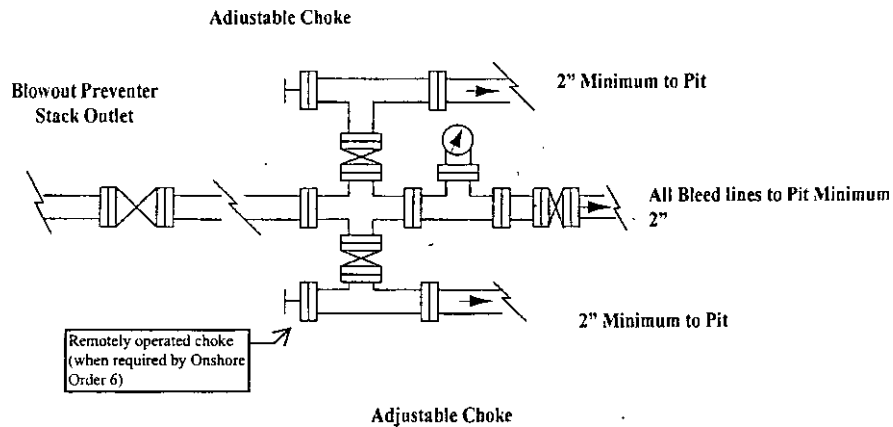 Adiustable Choke
2” Minimum to Pit
Blowout Preventer
Stack Outlet
All Bleed lines to Pit Minimum
2”
2” Minimum to Pit
Remotely operated choke
(when required by Onshore
Order 6)
Adjustable Choke